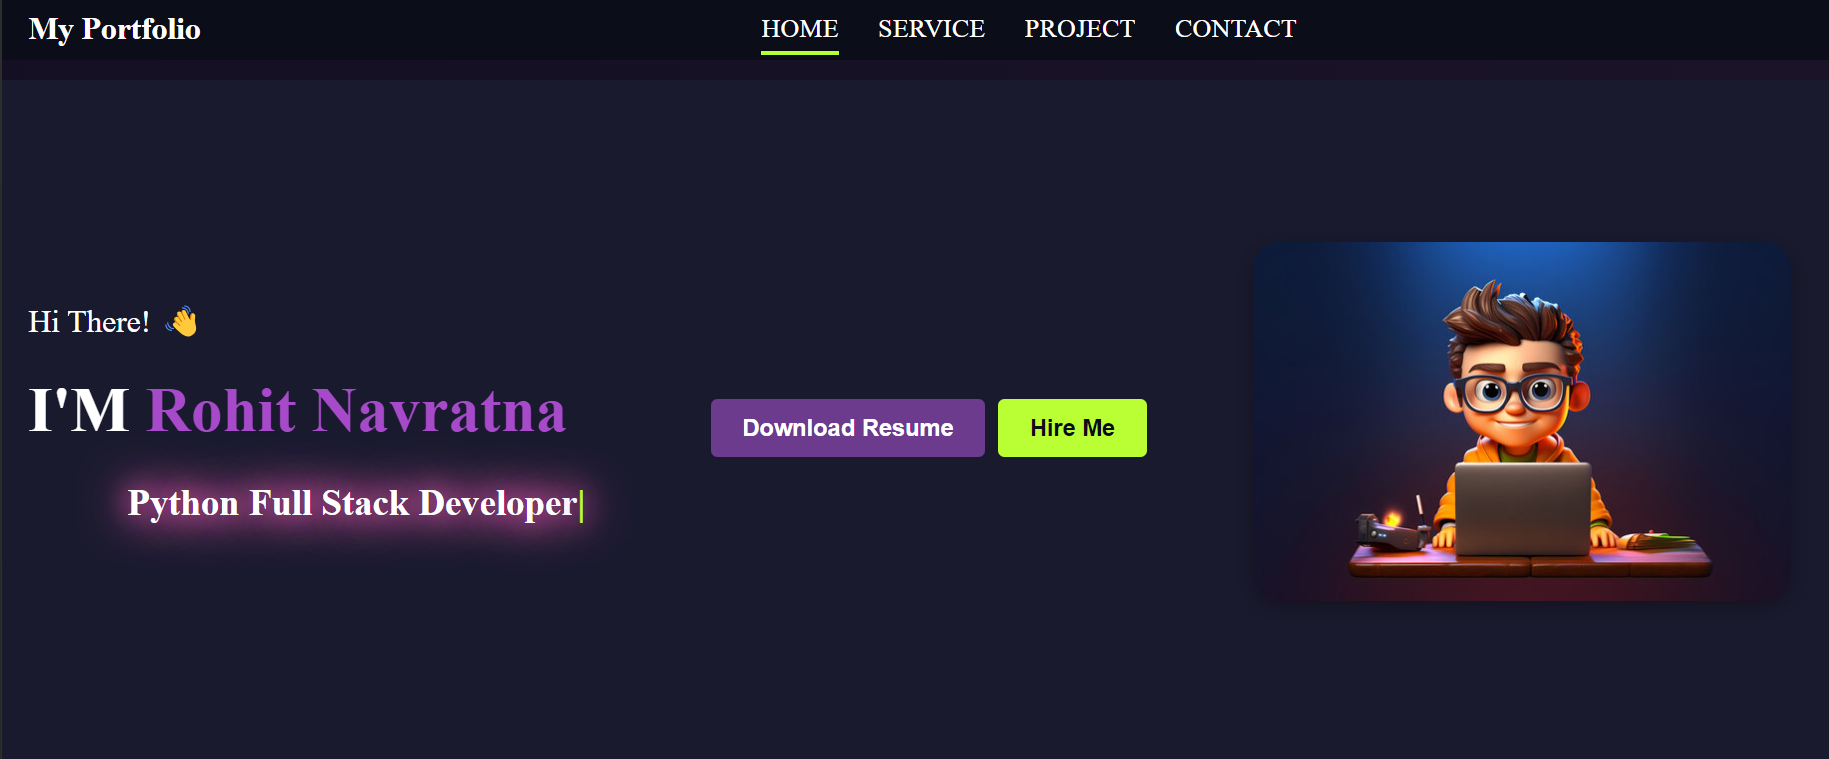 My Portfolio
HOME SERVICE PROJECT CONTACT
Hi There! 👋
I'M Rohit Navratna
Python Full Stack Developer|
Download Resume
Hire Me